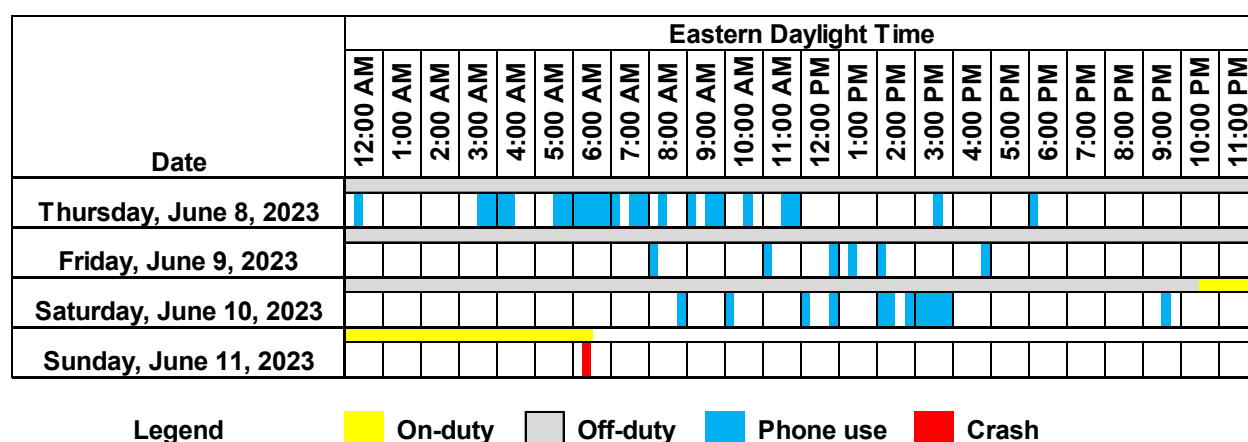 Eastern Daylight Time
Date
12:00 AM
1:00 AM
2:00 AM
3:00 AM
4:00 AM
5:00 AM
6:00 AM
7:00 AM
8:00 AM
9:00 AM
10:00 AM
11:00 AM
12:00 PM
1:00 PM
2:00 PM
3:00 PM
4:00 PM
5:00 PM
6:00 PM
7:00 PM
8:00 PM
9:00 PM
10:00 PM
11:00 PM
Thursday, June 8, 2023
Friday, June 9, 2023
Saturday, June 10, 2023
Sunday, June 11, 2023
Legend On-duty Off-duty Phone use Crash